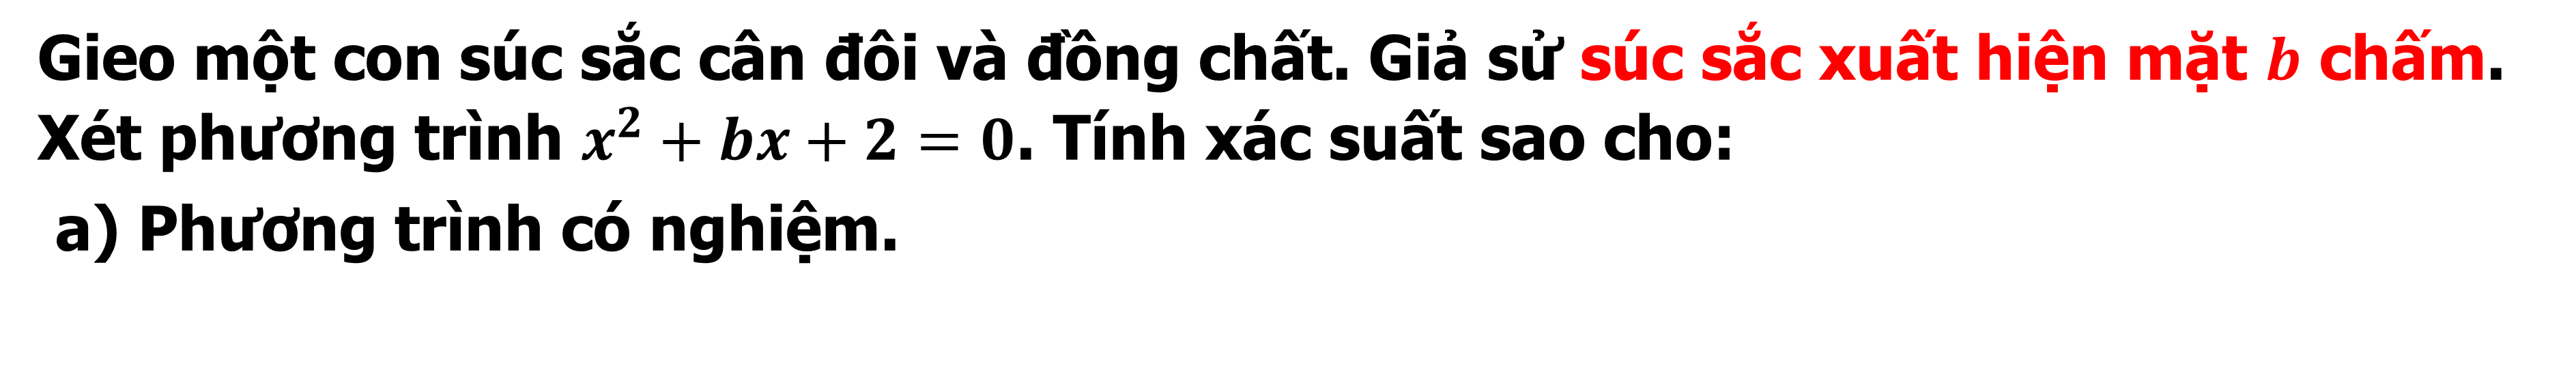 Gieo một con súc sắc cân đôi và đồng chất. Giả sử súc sắc xuất hiện mặt b chấm.
Xét phương trình x² + bx + 2 = 0. Tính xác suất sao cho:
a) Phương trình có nghiệm.